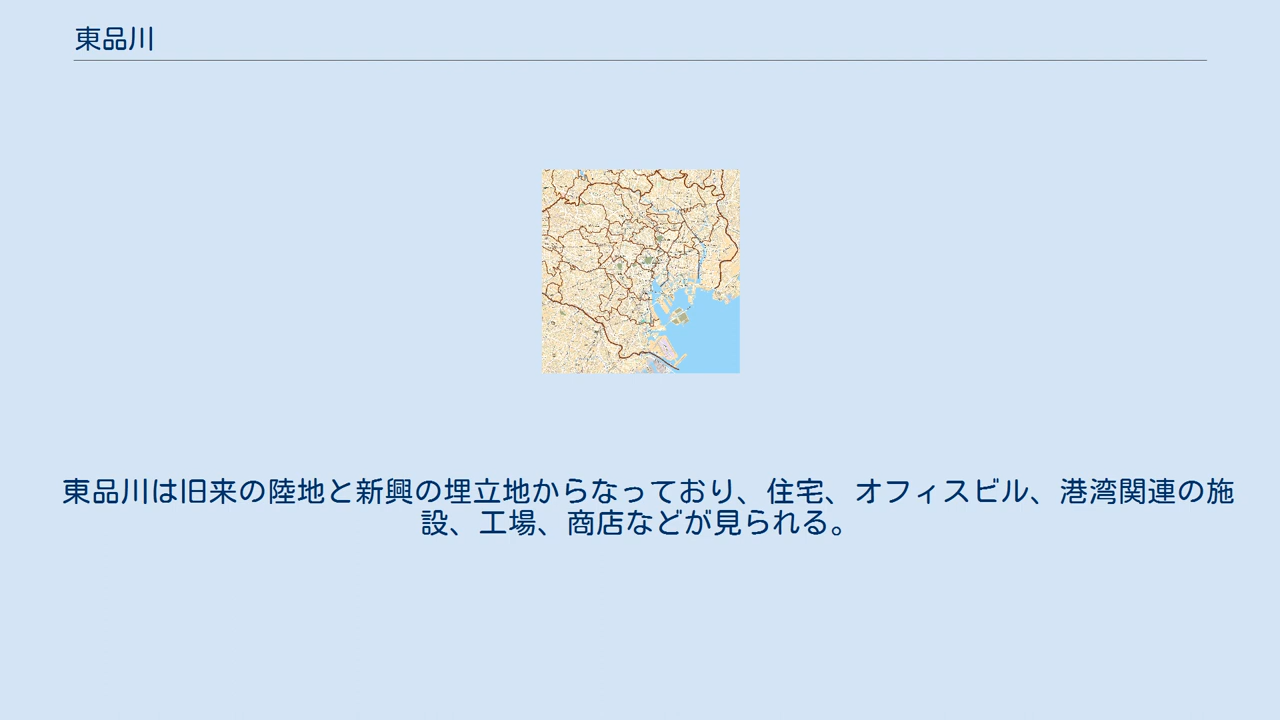 東品川
東品川は旧来の陸地と新興の埋立地からなっており、住宅、オフィスビル、港湾関連の施
設、工場、商店などが見られる。